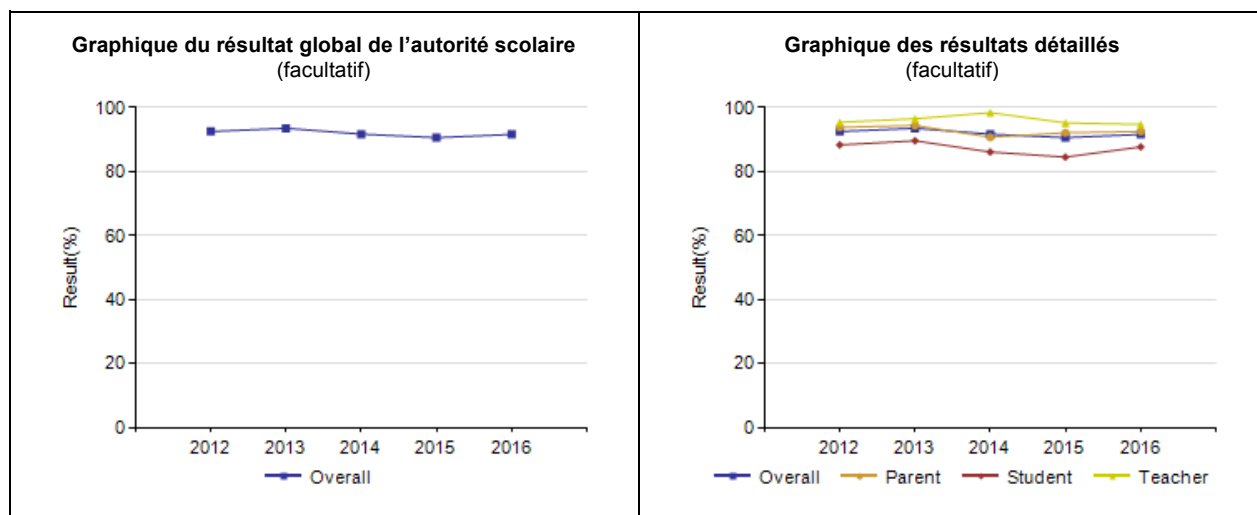 Graphique du résultat global de l’autorité scolaire
(facultatif)
100
80
60
40
20
0
Result(%)
2012 2013 2014 2015 2016
Overall
Graphique des résultats détaillés
(facultatif)
100
80
60
40
20
0
Result(%)
2012 2013 2014 2015 2016
Overall Parent Student Teacher